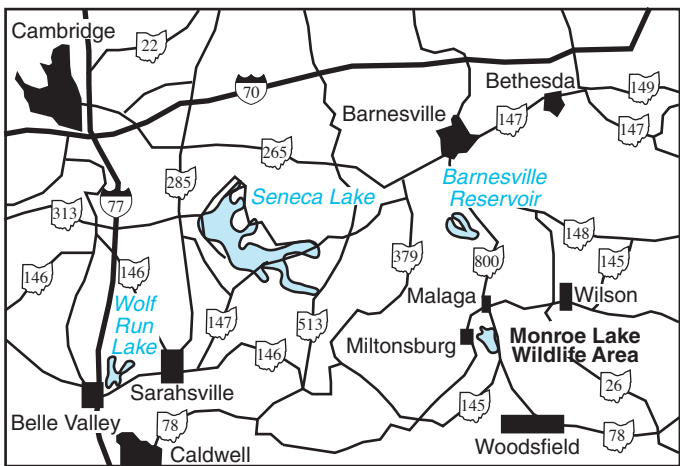 Cambridge
22
70
Bethesda
149
Barnesville
147
147
265
285
Seneca Lake
Barnesville
Reservoir
313
77
148
379
146
146
800
145
Wolf
Run
Lake
Malaga
Wilson
147
513
Miltonsburg
Monroe Lake
Wildlife Area
146
Sarahsville
26
145
Belle Valley
78
Woodsfield
78
Caldwell